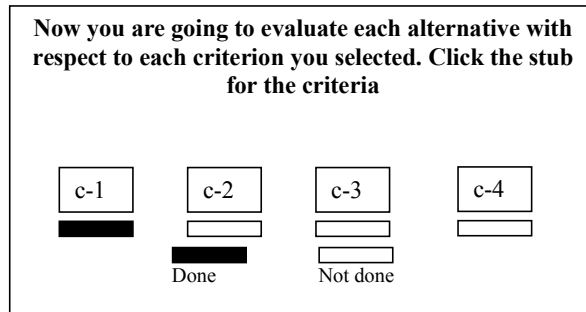 Now you are going to evaluate each alternative with
respect to each criterion you selected. Click the stub
for the criteria
c-1 c-2 c-3 c-4
Done Not done